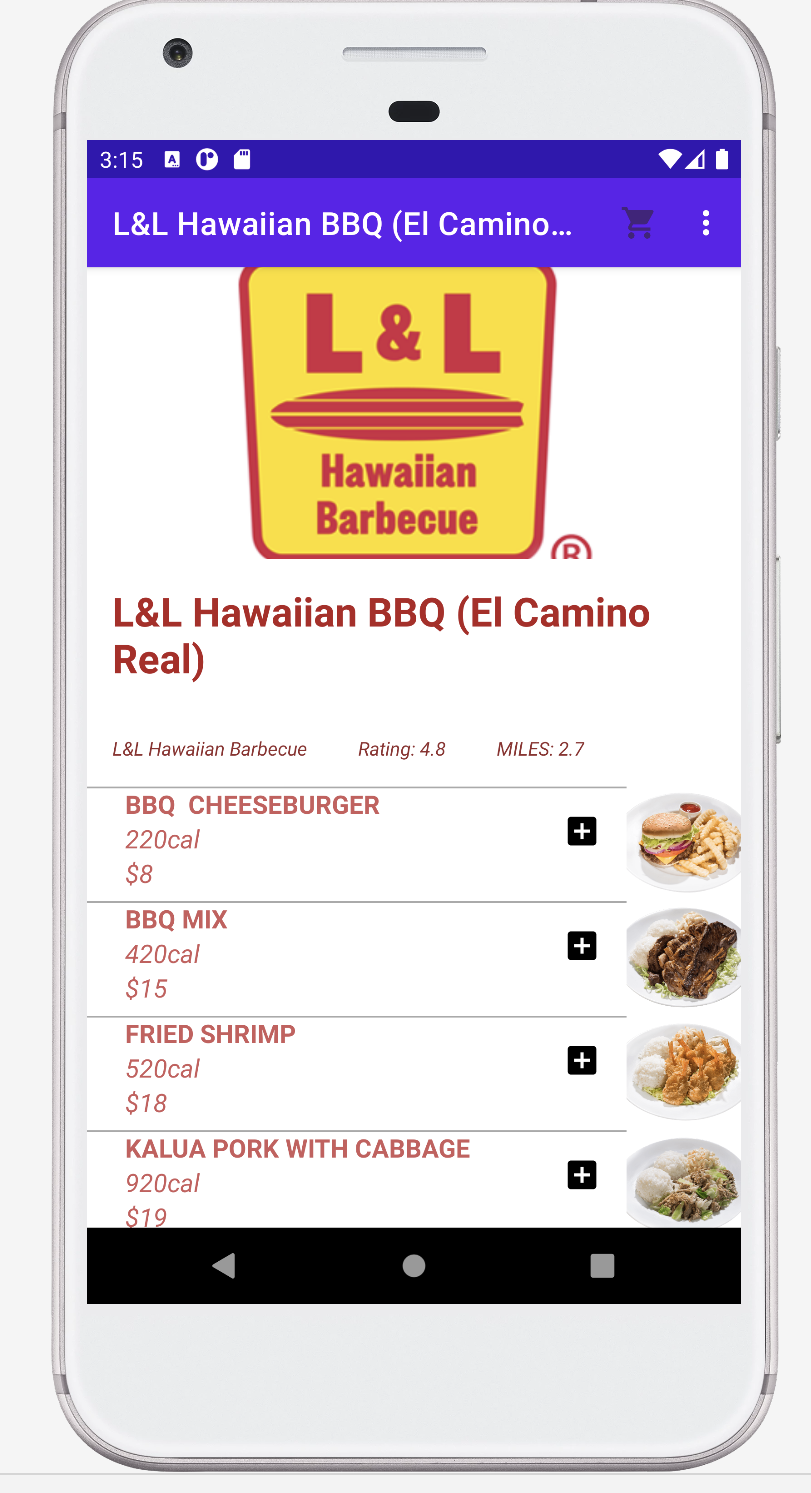 3:15
L&L Hawaiian BBQ (El Camino...
L & L
Hawaiian
Barbecue
®
L&L Hawaiian BBQ (El Camino
Real)
L&L Hawaiian Barbecue Rating: 4.8 MILES: 2.7
BBQ  CHEESEBURGER
220cal
$8
BBQ MIX
420cal
$15
FRIED SHRIMP
520cal
$18
KALUA PORK WITH CABBAGE
920cal
$19